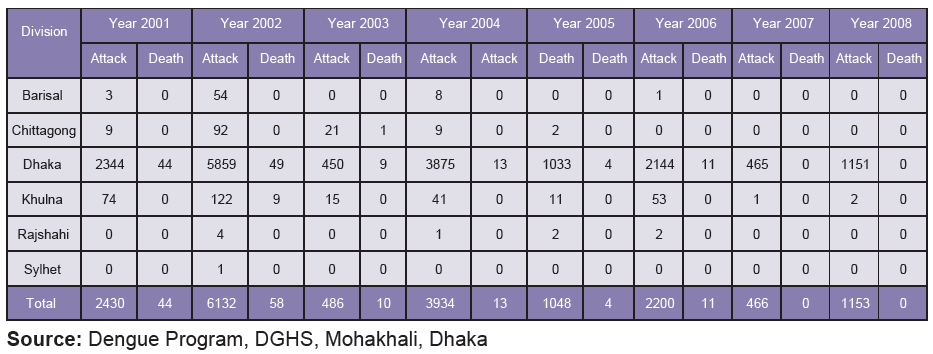 Division Year 2001 Year 2002 Year 2003 Year 2004 Year 2005 Year 2006 Year 2007 Year 2008
Attack Death Attack Death Attack Death Attack Attack Death Death Attack Death Attack Death Attack Death
Barisal 3 0 54 0 0 0 8 0 0 0 1 0 0 0 0 0
Chittagong 9 0 92 0 21 1 9 0 2 0 0 0 0 0 0 0
Dhaka 2344 44 5859 49 450 9 3875 13 1033 4 2144 11 465 0 1151 0
Khulna 74 0 122 9 15 0 41 0 11 0 53 0 1 0 2 0
Rajshahi 0 0 4 0 0 0 1 0 2 0 2 0 0 0 0 0
Sylhet 0 0 1 0 0 0 0 0 0 0 0 0 0 0 0 0
Total 2430 44 6132 58 486 10 3934 13 1048 4 2200 11 466 0 1153 0
Source: Dengue Program, DGHS, Mohakhali, Dhaka